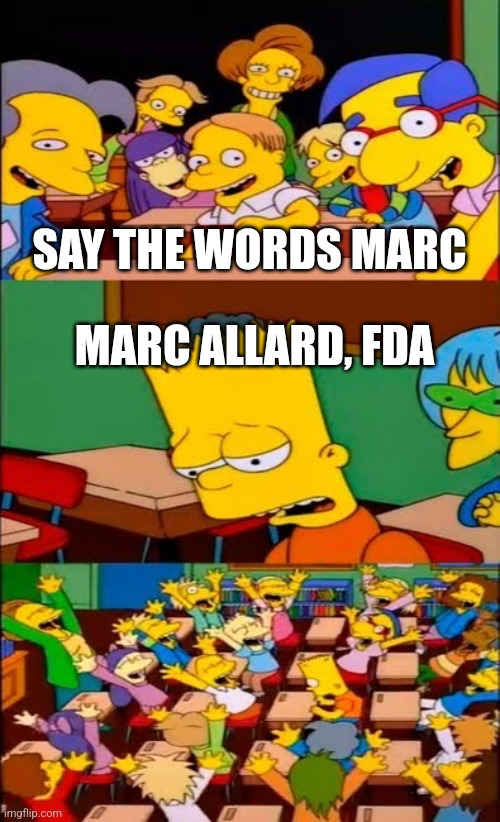 SAY THE WORDS MARC
MARC ALLARD, FDA
imgflip.com